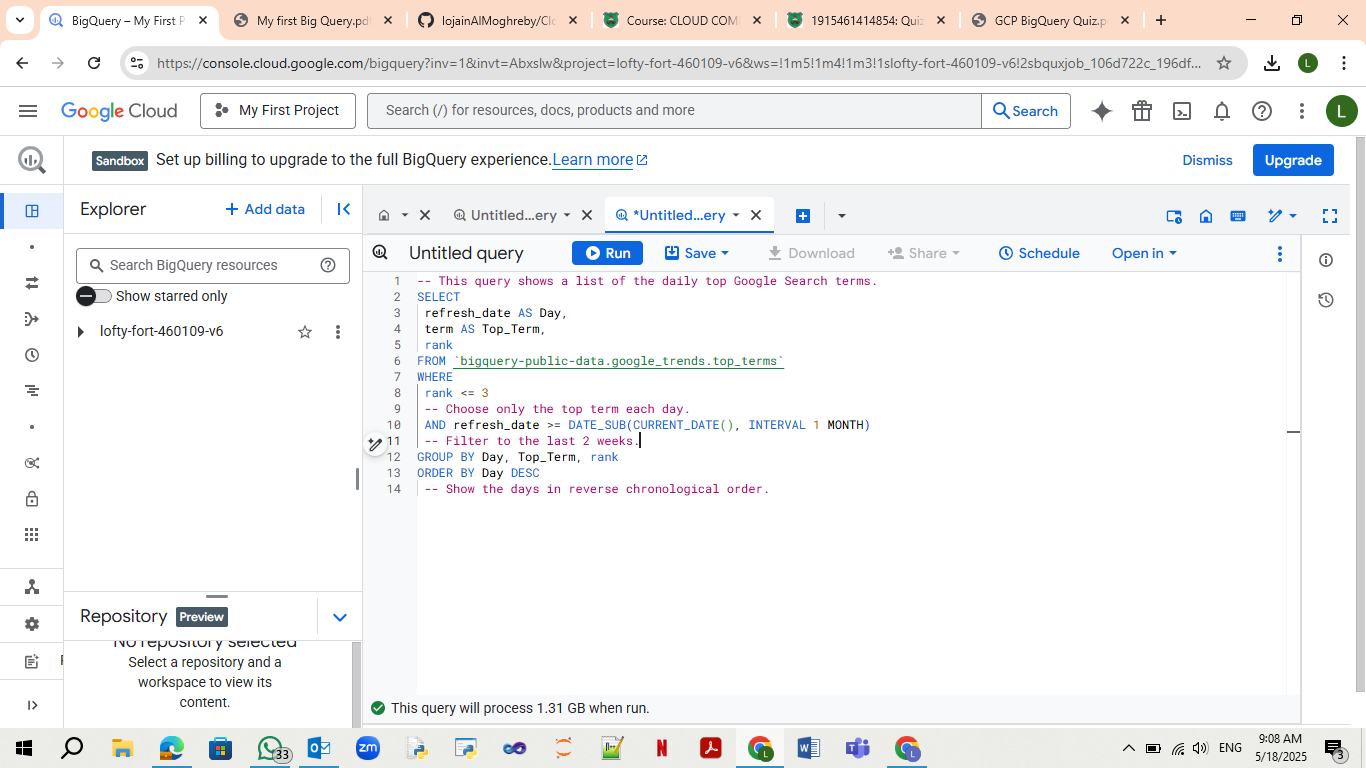 BigQuery – My First P
My first Big Query.pdf
lojainAlMoghreby/Clo
Course: CLOUD COM
1915461414854: Quiz
GCP BigQuery Quiz.p
https://console.cloud.google.com/bigquery?inv=1&invt=Abxslw&project=lofty-fort-460109-v6&ws=!1m5!1m4!1m3!1slofty-fort-460109-v6!2sbquxjob_106d722c_196df...
L
Google Cloud
My First Project
Search (/) for resources, docs, products and more
Search
L
Sandbox
Set up billing to upgrade to the full BigQuery experience. Learn more
Dismiss
Upgrade
Explorer
+ Add data
Untitled...ery
*Untitled...ery
Search BigQuery resources
Show starred only
lofty-fort-460109-v6
Untitled query
Run
Save
Download
Share
Schedule
Open in
1 -- This query shows a list of the daily top Google Search terms.
2 SELECT
3 refresh_date AS Day,
4 term AS Top_Term,
5 rank
6 FROM `bigquery-public-data.google_trends.top_terms`
7 WHERE
8 rank <= 3
9 -- Choose only the top term each day.
10 AND refresh_date >= DATE_SUB(CURRENT_DATE(), INTERVAL 1 MONTH)
11 -- Filter to the last 2 weeks.
12 GROUP BY Day, Top_Term, rank
13 ORDER BY Day DESC
14 -- Show the days in reverse chronological order.
Repository Preview
No repository selected
Select a repository and a
workspace to view its
content.
This query will process 1.31 GB when run.
33
zm
ENG
9:08 AM
5/18/2025
3